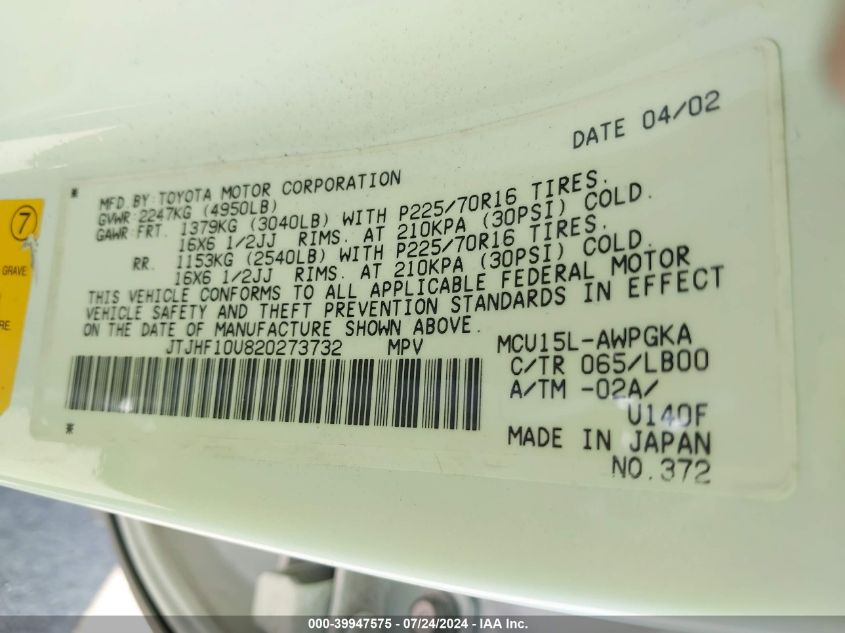 DATE 04/02
MFD. BY: TOYOTA MOTOR CORPORATION
GVWR: 2247KG (4950LB)
GAWR: FRT. 1379KG (3040LB) WITH P225/70R16 TIRES.
16X6 1/2JJ RIMS. AT 210KPA (30PSI) COLD.
RR. 1153KG (2540LB) WITH P225/70R16 TIRES.
16X6 1/2JJ RIMS. AT 210KPA (30PSI) COLD.
THIS VEHICLE CONFORMS TO ALL APPLICABLE FEDERAL MOTOR
VEHICLE SAFETY AND THEFT PREVENTION STANDARDS IN EFFECT
ON THE DATE OF MANUFACTURE SHOWN ABOVE.
JTJHF10U820273732 MPV MCU15L-AWPGKA
C/TR 065/LB00
A/TM -02A/
U140F
MADE IN JAPAN
NO.372
7
GRAVE
RE.
000-39947575 / 07/24/2024 / IAA Inc.